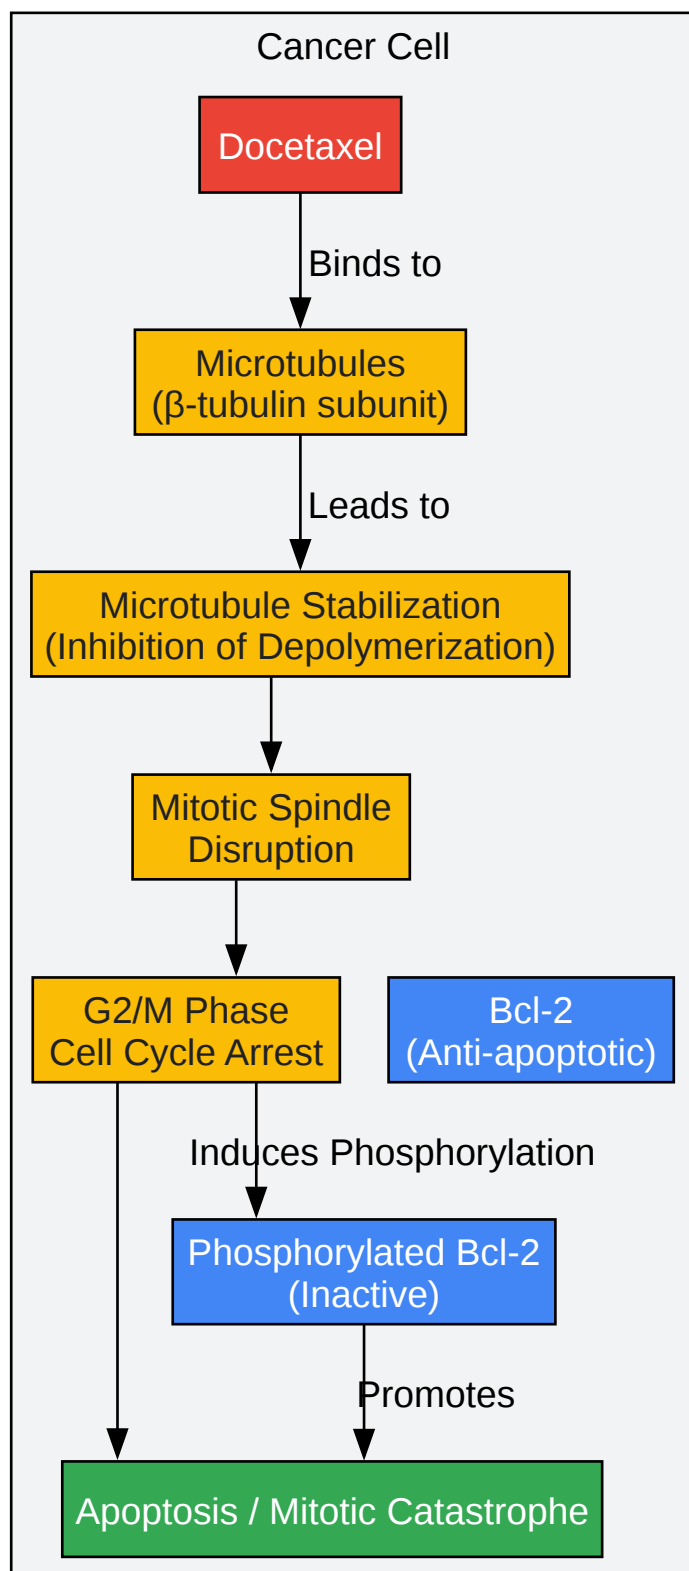 Cancer Cell
Docetaxel
Binds to
Microtubules
(β-tubulin subunit)
Leads to
Microtubule Stabilization
(Inhibition of Depolymerization)
Mitotic Spindle
Disruption
G2/M Phase
Cell Cycle Arrest
Bcl-2
(Anti-apoptotic)
Induces Phosphorylation
Phosphorylated Bcl-2
(Inactive)
Promotes
Apoptosis / Mitotic Catastrophe